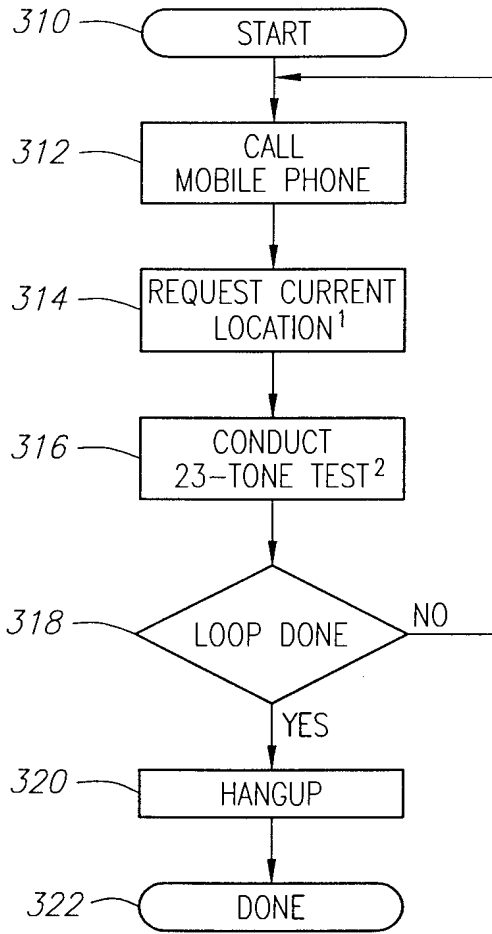 310
START
312
CALL
MOBILE PHONE
314
REQUEST CURRENT
LOCATION¹
316
CONDUCT
23-TONE TEST²
318
LOOP DONE
NO
YES
320
HANGUP
322
DONE